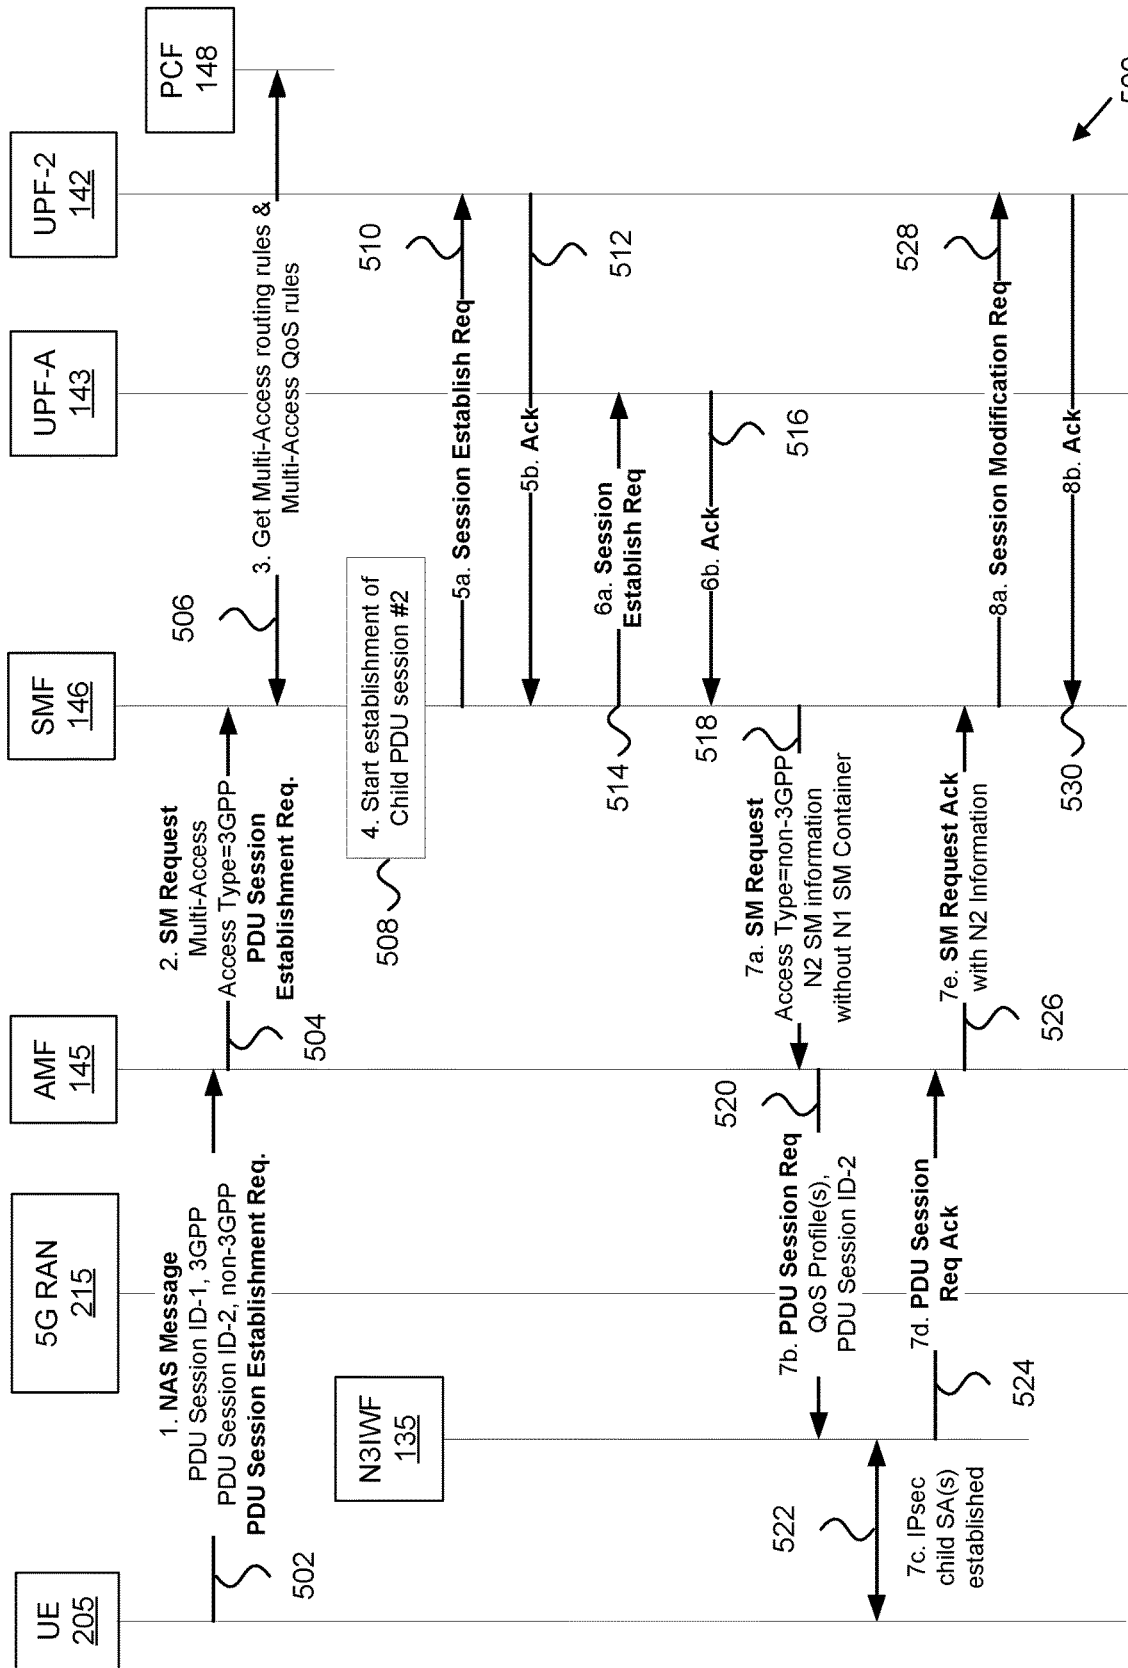 UE
205
5G RAN
215
AMF
145
SMF
146
UPF-A
143
UPF-2
142
N3IWF
135
PCF
148
1. NAS Message
PDU Session ID-1, 3GPP
PDU Session ID-2, non-3GPP
PDU Session Establishment Req.
502
2. SM Request
Multi-Access
Access Type=3GPP
PDU Session
Establishment Req.
504
506
3. Get Multi-Access routing rules &
Multi-Access QoS rules
508
4. Start establishment of
Child PDU session #2
5a. Session Establish Req
510
5b. Ack
512
6a. Session
Establish Req
514
6b. Ack
516
518
7a. SM Request
Access Type=non-3GPP
N2 SM information
without N1 SM Container
520
7b. PDU Session Req
QoS Profile(s),
PDU Session ID-2
522
7c. IPsec
child SA(s)
established
7d. PDU Session
Req Ack
524
7e. SM Request Ack
with N2 Information
526
8a. Session Modification Req
528
8b. Ack
530